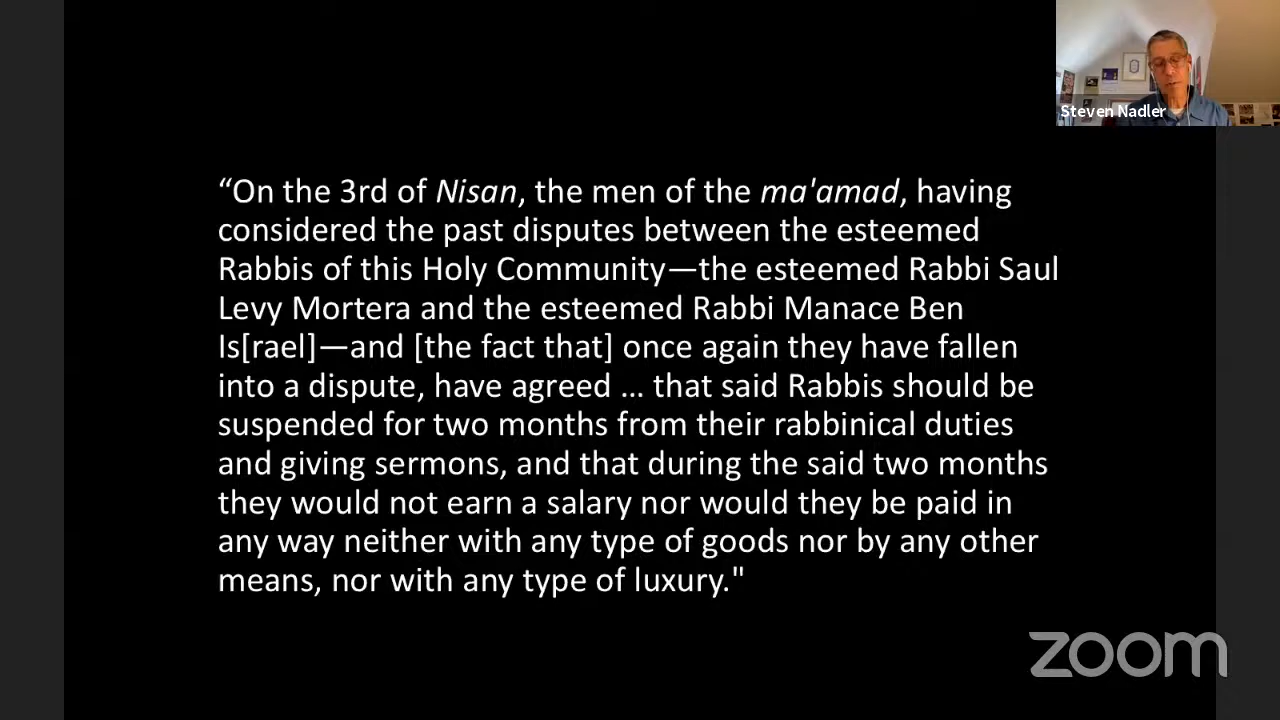 Steven Nadler
“On the 3rd of Nisan, the men of the ma'amad, having
considered the past disputes between the esteemed
Rabbis of this Holy Community—the esteemed Rabbi Saul
Levy Mortera and the esteemed Rabbi Manace Ben
Is[rael]—and [the fact that] once again they have fallen
into a dispute, have agreed … that said Rabbis should be
suspended for two months from their rabbinical duties
and giving sermons, and that during the said two months
they would not earn a salary nor would they be paid in
any way neither with any type of goods nor by any other
means, nor with any type of luxury."
zoom